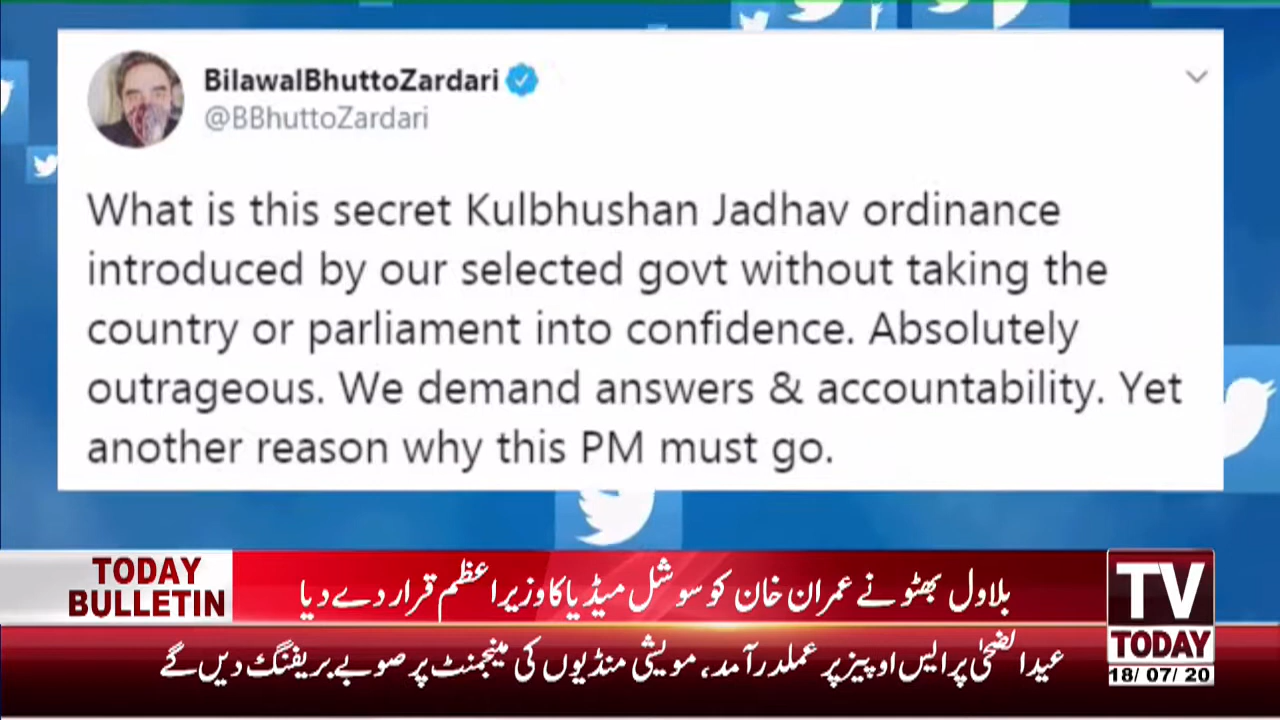 BilawalBhuttoZardari
@BBhuttoZardari
What is this secret Kulbhushan Jadhav ordinance
introduced by our selected govt without taking the
country or parliament into confidence. Absolutely
outrageous. We demand answers & accountability. Yet
another reason why this PM must go.
TODAY
BULLETIN
بلاول بھٹو نے عمران خان کو سوشل میڈیا کا وزیراعظم قرار دے دیا
عیدالضحیٰ پر ایس او پیز پر عملدرآمد، مویشی منڈیوں کی مینجمنٹ پر صوبے بریفنگ دیں گے
TV
TODAY
18/ 07/ 20